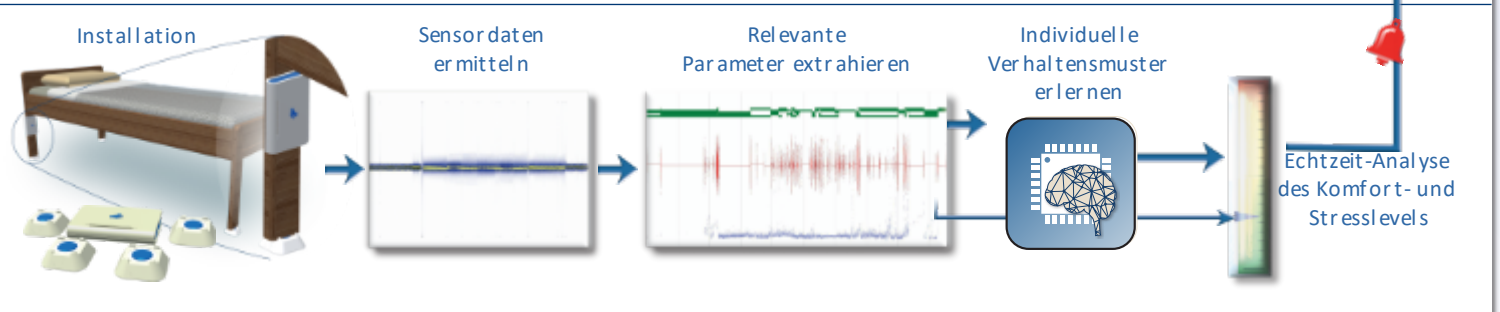 Installation
Sensordaten
ermitteln
Relevante
Parameter extrahieren
Individuelle
Verhaltensmuster
erlernen
Echtzeit-Analyse
des Komfort- und
Stresslevels